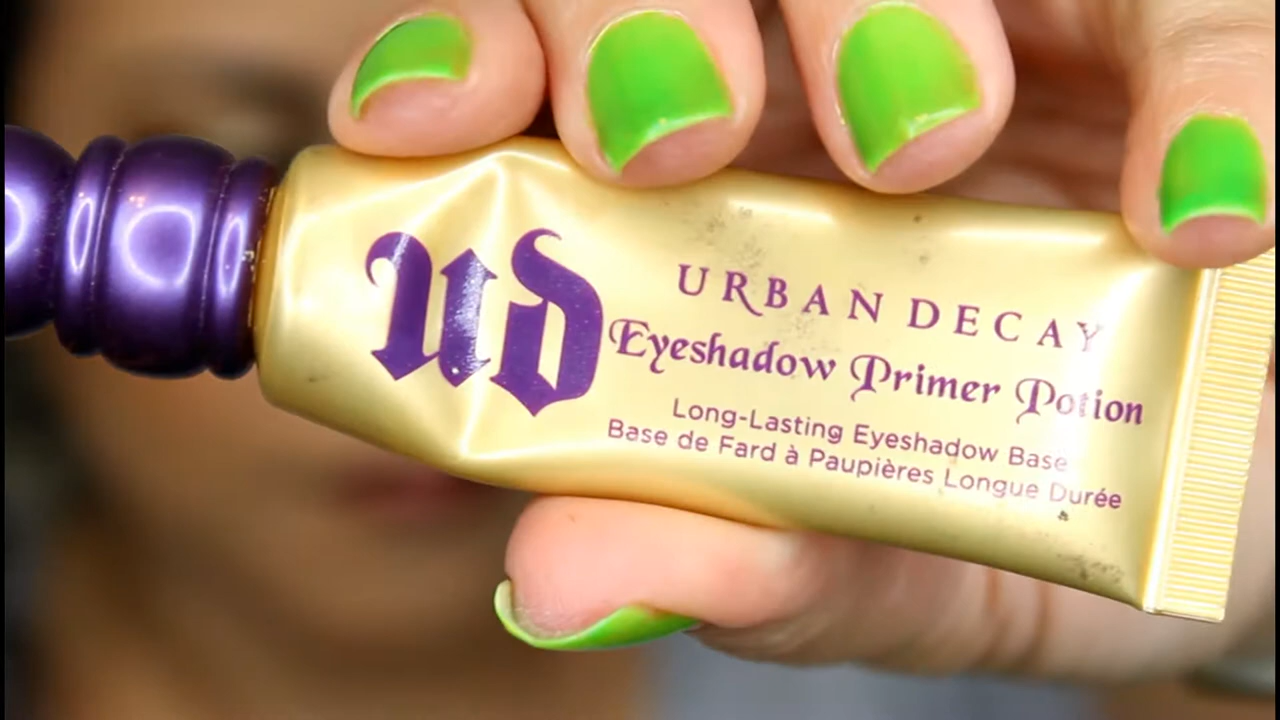 ud
URBAN DECAY
Eyeshadow Primer Potion
Long-Lasting Eyeshadow Base
Base de Fard à Paupières Longue Durée